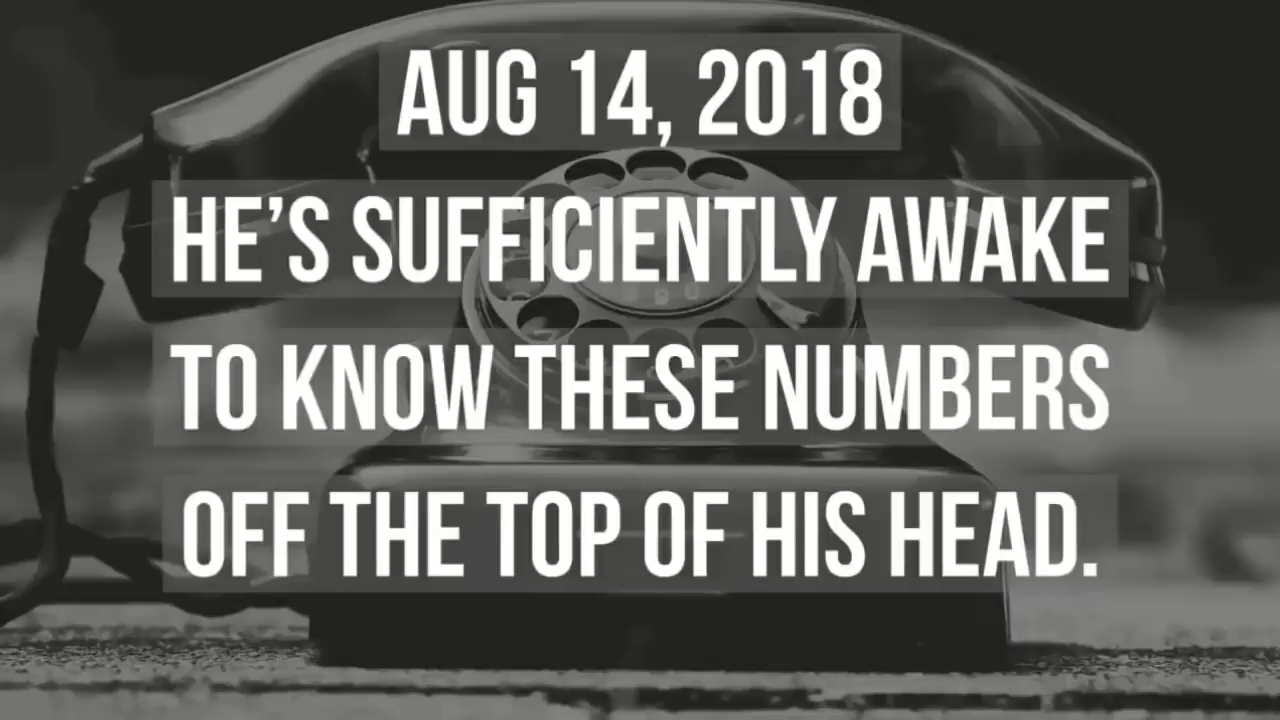 AUG 14, 2018
HE'S SUFFICIENTLY AWAKE
TO KNOW THESE NUMBERS
OFF THE TOP OF HIS HEAD.